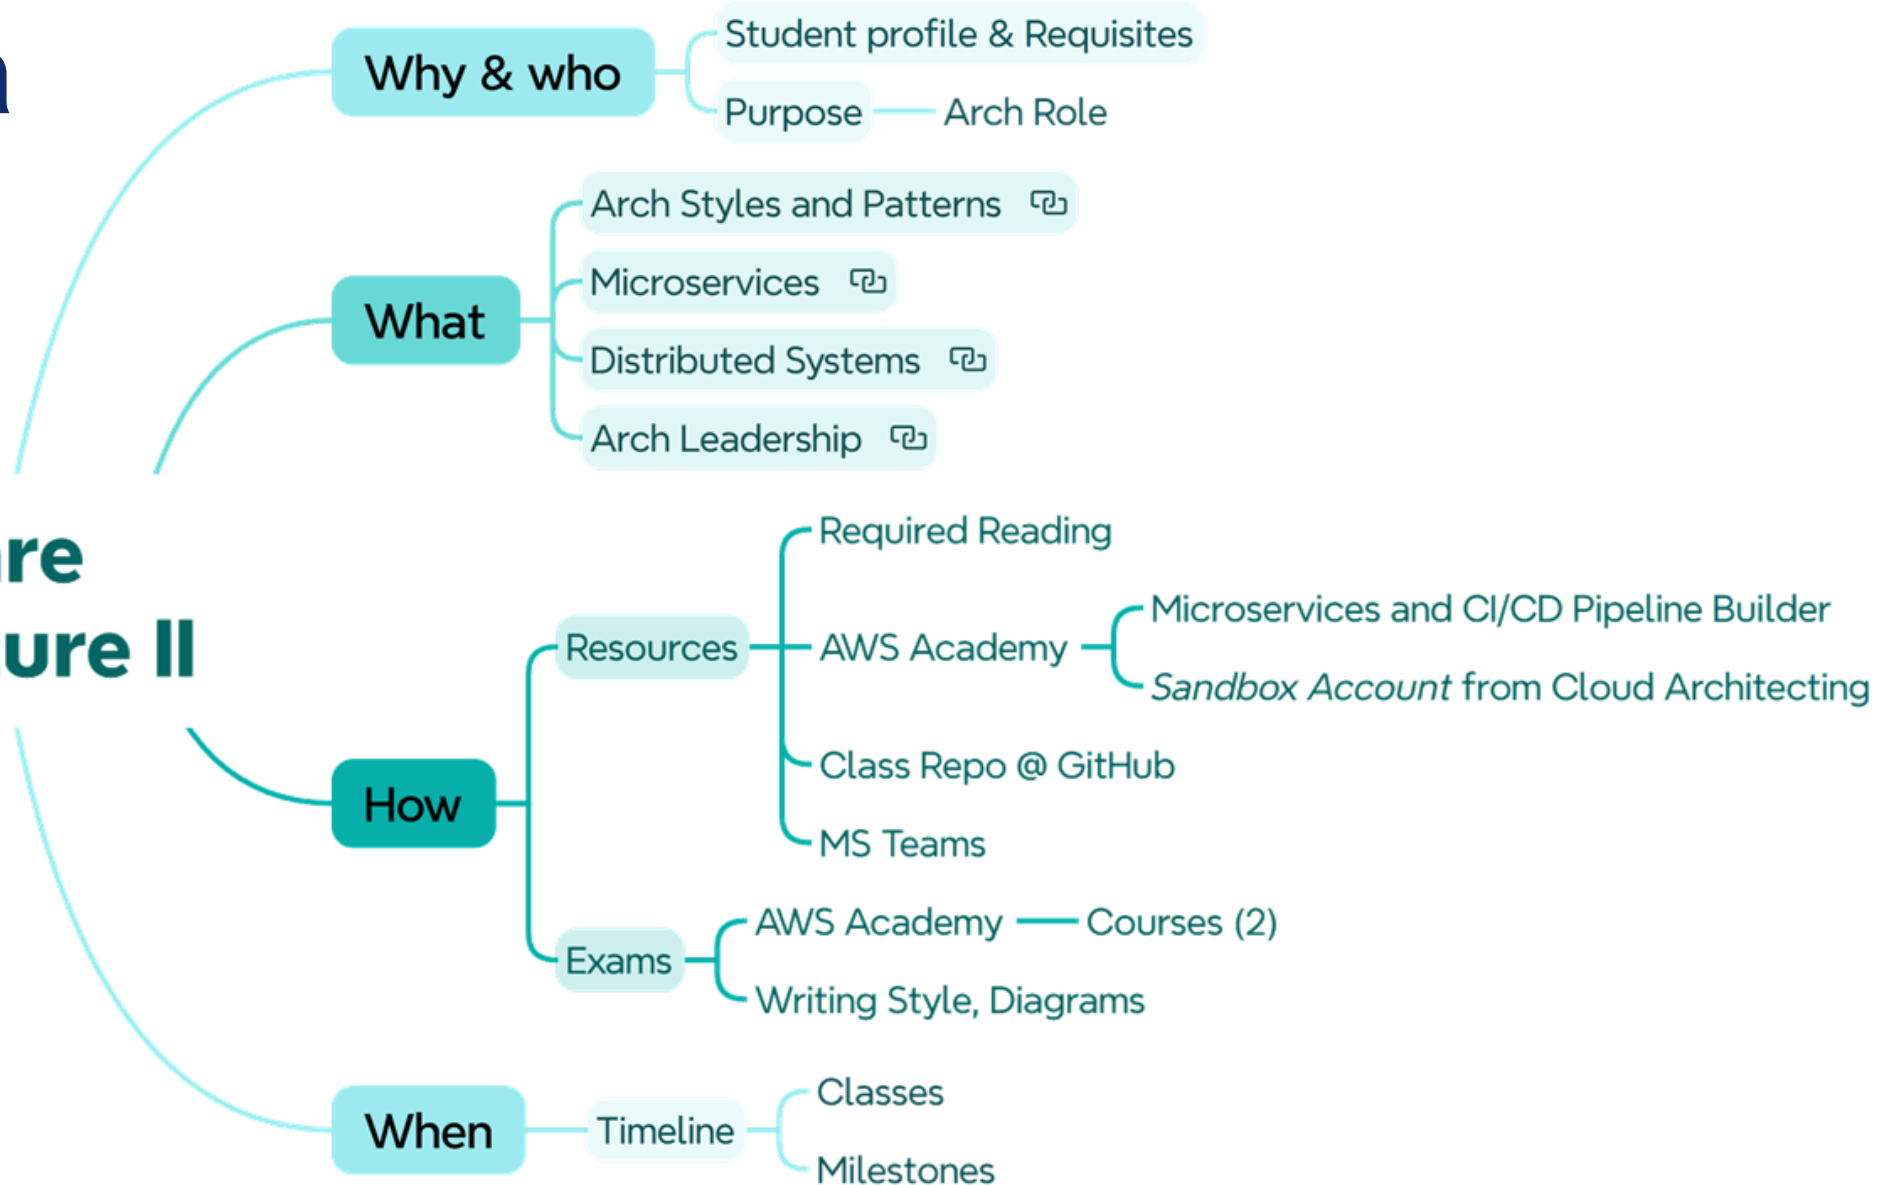 Why & who
Student profile & Requisites
Purpose
Arch Role
What
Arch Styles and Patterns
Microservices
Distributed Systems
Arch Leadership
are
ure II
How
Resources
Required Reading
AWS Academy
Microservices and CI/CD Pipeline Builder
Sandbox Account from Cloud Architecting
Class Repo @ GitHub
MS Teams
Exams
AWS Academy
Courses (2)
Writing Style, Diagrams
When
Timeline
Classes
Milestones